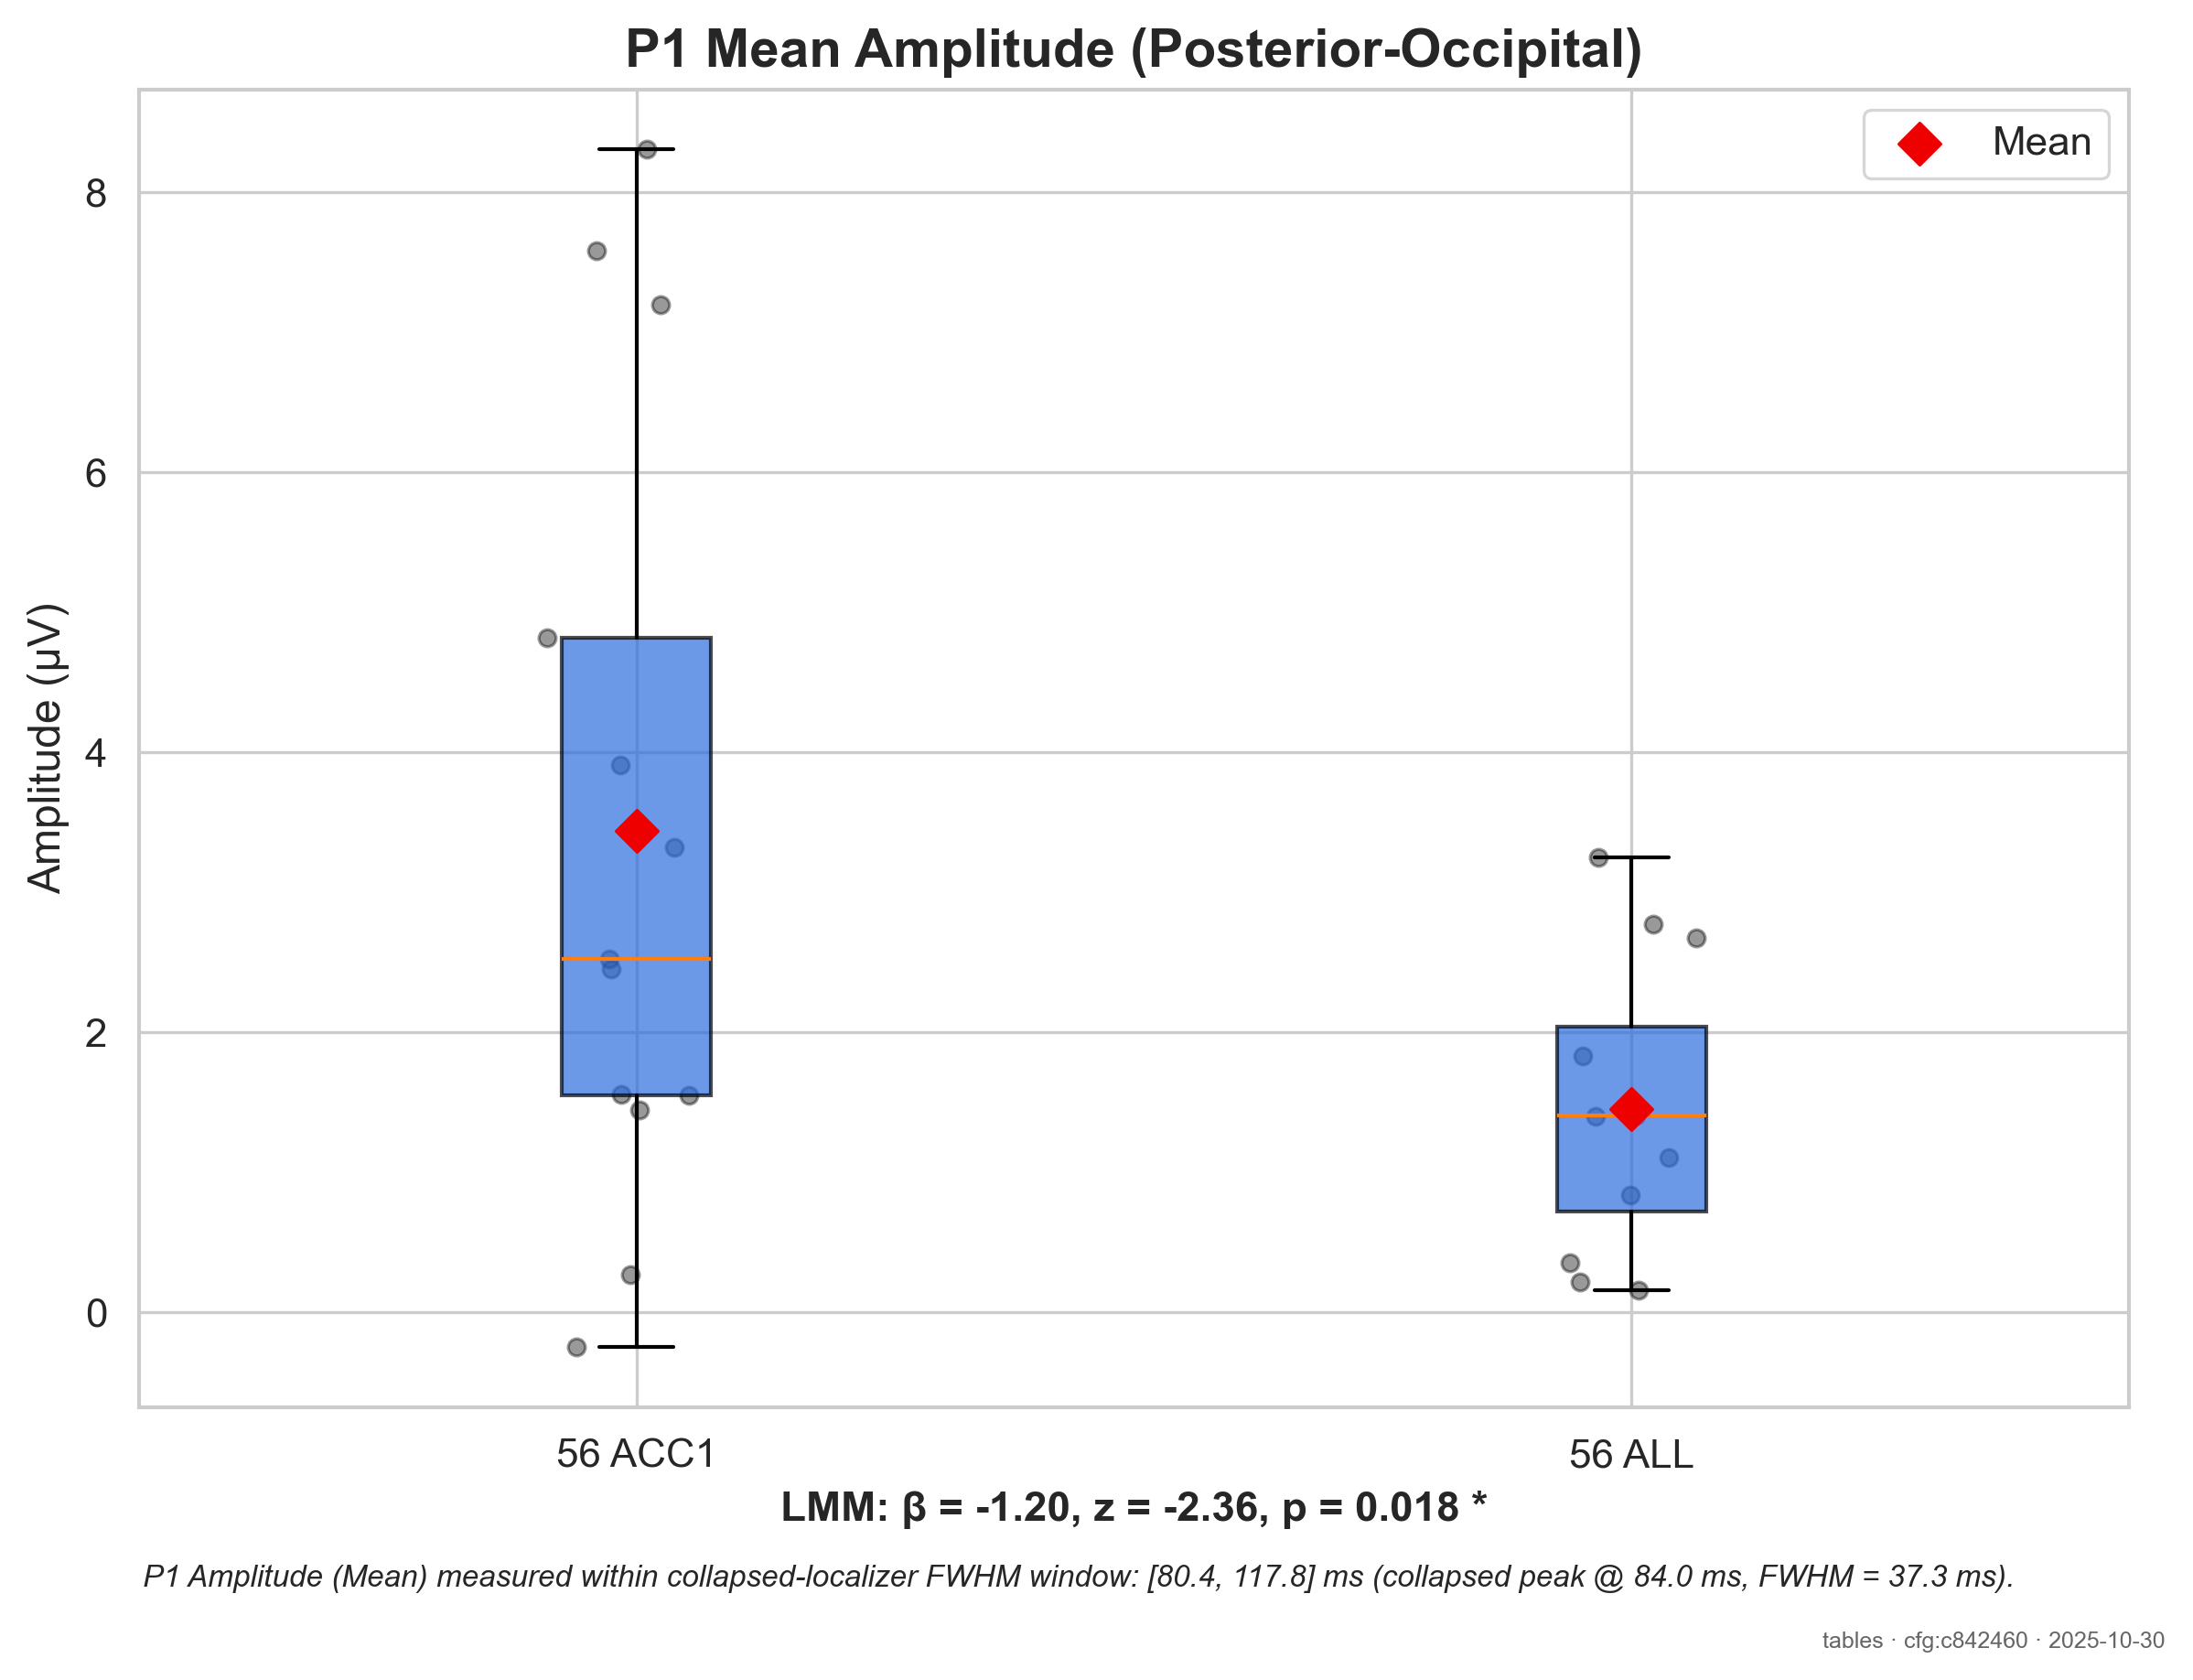 P1 Mean Amplitude (Posterior-Occipital)
Mean
8
6
4
2
0
Amplitude (µV)
56 ACC1
56 ALL
LMM: β = -1.20, z = -2.36, p = 0.018 *
P1 Amplitude (Mean) measured within collapsed-localizer FWHM window: [80.4, 117.8] ms (collapsed peak @ 84.0 ms, FWHM = 37.3 ms).
tables · cfg:c842460 · 2025-10-30